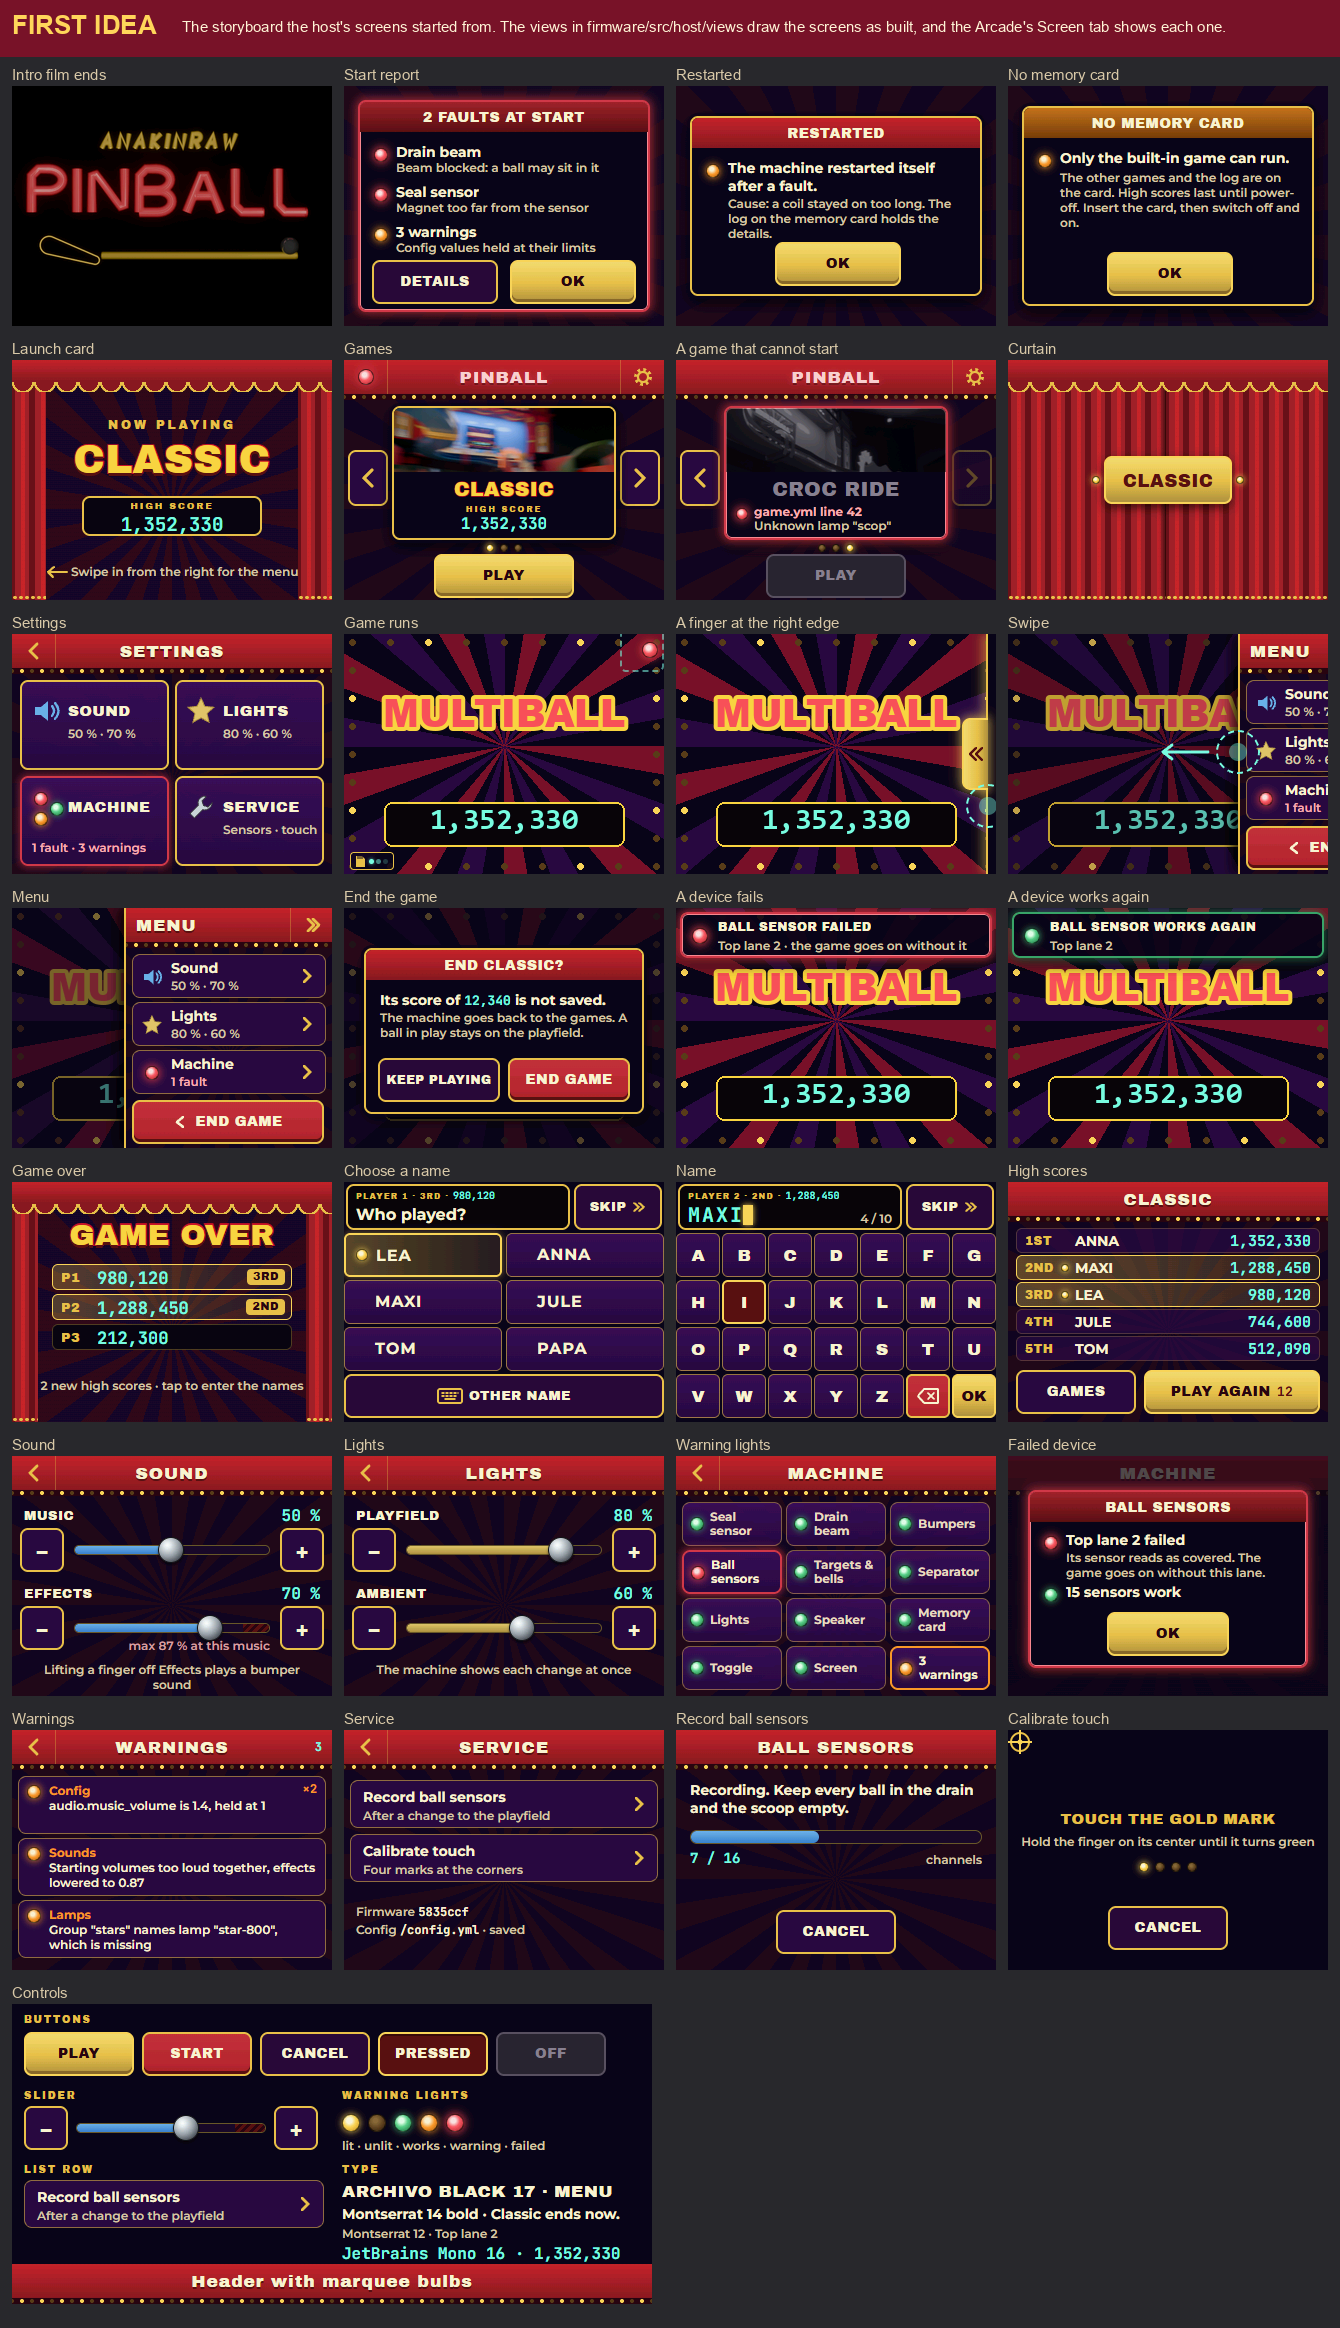 FIRST IDEA The storyboard the host's screens started from. The views in firmware/src/host/views draw the screens as built, and the Arcade's Screen tab shows each one.
Intro film ends
ANAKINRAW
PINBALL
Start report
2 FAULTS AT START
Drain beam
Beam blocked: a ball may sit in it
Seal sensor
Magnet too far from the sensor
3 warnings
Config values held at their limits
DETAILS OK
Restarted
RESTARTED
The machine restarted itself
after a fault.
Cause: a coil stayed on too long. The
log on the memory card holds the
details.
OK
No memory card
NO MEMORY CARD
Only the built-in game can run.
The other games and the log are on
the card. High scores last until power-
off. Insert the card, then switch off and
on.
OK
Launch card
NOW PLAYING
CLASSIC
HIGH SCORE
1,352,330
Swipe in from the right for the menu
Games
PINBALL
CLASSIC
HIGH SCORE
1,352,330
PLAY
A game that cannot start
PINBALL
CROC RIDE
game.yml line 42
Unknown lamp "scop"
PLAY
Curtain
CLASSIC
Settings
SETTINGS
SOUND
50 % · 70 %
LIGHTS
80 % · 60 %
MACHINE
1 fault · 3 warnings
SERVICE
Sensors · touch
Game runs
MULTIBALL
1,352,330
A finger at the right edge
MULTIBALL
1,352,330
Swipe
MULTIBA
1,352,330
MENU
Sound
50 % · 7
Lights
80 % · 6
Machi
1 fault
EN
Menu
MU
1,
MENU
Sound
50 % · 70 %
Lights
80 % · 60 %
Machine
1 fault
END GAME
End the game
END CLASSIC?
Its score of 12,340 is not saved.
The machine goes back to the games. A
ball in play stays on the playfield.
KEEP PLAYING END GAME
A device fails
BALL SENSOR FAILED
Top lane 2 · the game goes on without it
MULTIBALL
1,352,330
A device works again
BALL SENSOR WORKS AGAIN
Top lane 2
MULTIBALL
1,352,330
Game over
GAME OVER
P1 980,120 3RD
P2 1,288,450 2ND
P3 212,300
2 new high scores · tap to enter the names
Choose a name
PLAYER 1 · 3RD · 980,120
Who played?
SKIP
LEA ANNA
MAXI JULE
TOM PAPA
OTHER NAME
Name
PLAYER 2 · 2ND · 1,288,450
MAXI 4/10
SKIP
A B C D E F G
H I J K L M N
O P Q R S T U
V W X Y Z OK
High scores
CLASSIC
1ST ANNA 1,352,330
2ND MAXI 1,288,450
3RD LEA 980,120
4TH JULE 744,600
5TH TOM 512,090
GAMES PLAY AGAIN 12
Sound
SOUND
MUSIC 50 %
− +
EFFECTS 70 %
− +
max 87 % at this music
Lifting a finger off Effects plays a bumper
sound
Lights
LIGHTS
PLAYFIELD 80 %
− +
AMBIENT 60 %
− +
The machine shows each change at once
Warning lights
MACHINE
Seal
sensor
Drain
beam
Bumpers
Ball
sensors
Targets &
bells
Separator
Lights
Speaker
Memory
card
Toggle
Screen
3
warnings
Failed device
MACHINE
BALL SENSORS
Top lane 2 failed
Its sensor reads as covered. The
game goes on without this lane.
15 sensors work
OK
Warnings
WARNINGS 3
Config ×2
audio.music_volume is 1.4, held at 1
Sounds
Starting volumes too loud together, effects
lowered to 0.87
Lamps
Group "stars" names lamp "star-800",
which is missing
Service
SERVICE
Record ball sensors
After a change to the playfield
Calibrate touch
Four marks at the corners
Firmware 5835ccf
Config /config.yml · saved
Record ball sensors
BALL SENSORS
Recording. Keep every ball in the drain
and the scoop empty.
7 / 16 channels
CANCEL
Calibrate touch
TOUCH THE GOLD MARK
Hold the finger on its center until it turns green
CANCEL
Controls
BUTTONS
PLAY START CANCEL PRESSED OFF
SLIDER
− +
WARNING LIGHTS
lit · unlit · works · warning · failed
LIST ROW
Record ball sensors
After a change to the playfield
TYPE
ARCHIVO BLACK 17 · MENU
Montserrat 14 bold · Classic ends now.
Montserrat 12 · Top lane 2
JetBrains Mono 16 · 1,352,330
Header with marquee bulbs